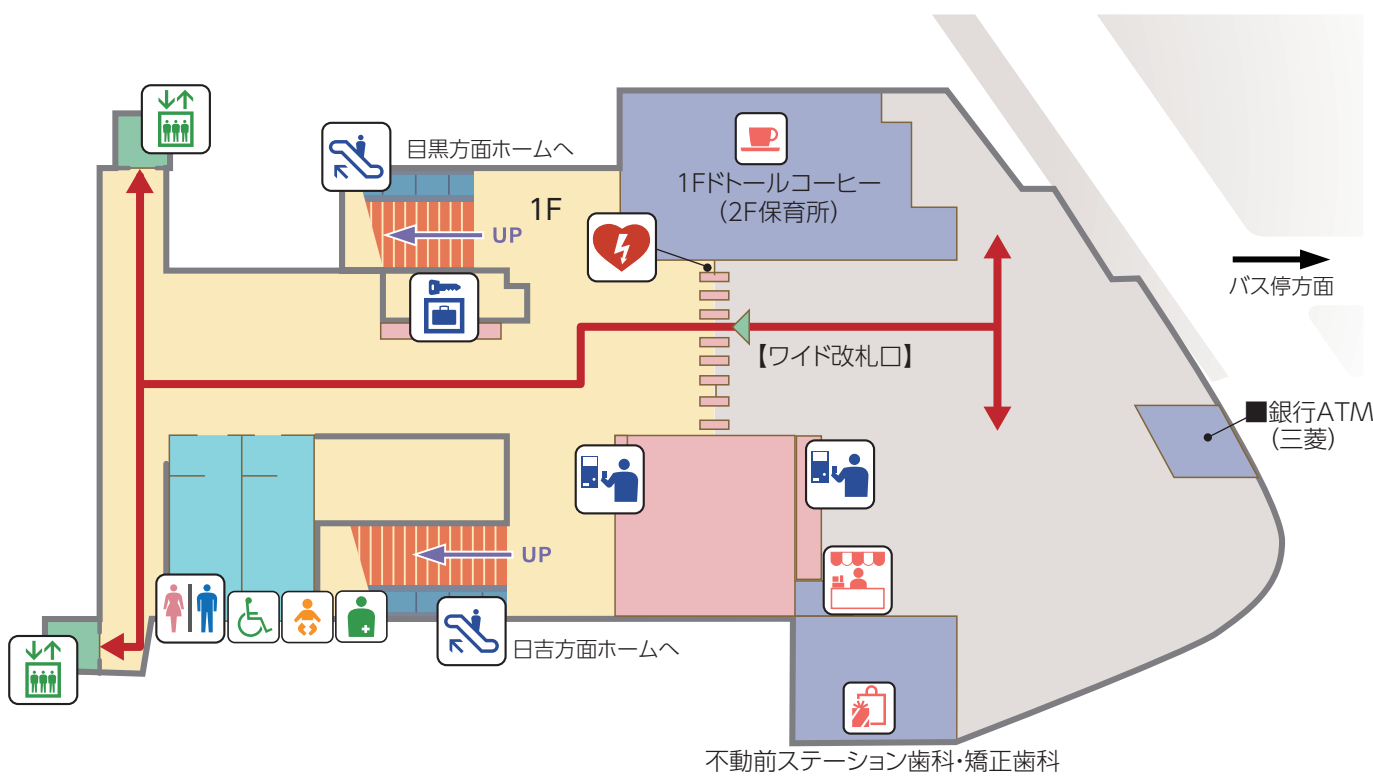 目黒方面ホームへ
1F
UP
1Fドトールコーヒー
(2F保育所)
バス停方面
【ワイド改札口】
■銀行ATM
(三菱)
UP
日吉方面ホームへ
不動前ステーション歯科・矯正歯科